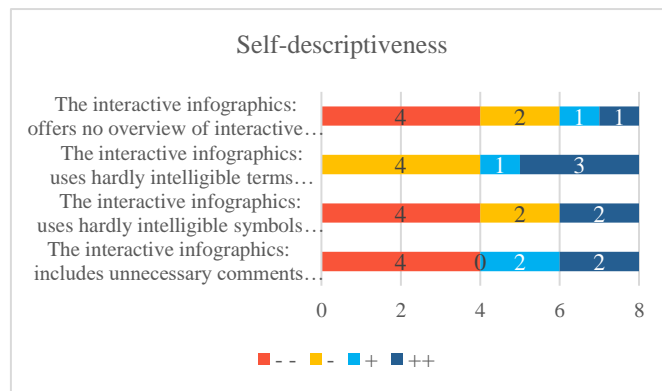 Self-descriptiveness
The interactive infographics:
offers no overview of interactive…
4 2 1 1
The interactive infographics:
uses hardly intelligible terms…
4 1 3
The interactive infographics:
uses hardly intelligible symbols…
4 2 2
The interactive infographics:
includes unnecessary comments…
4 0 2 2
0 2 4 6 8
- - - + ++